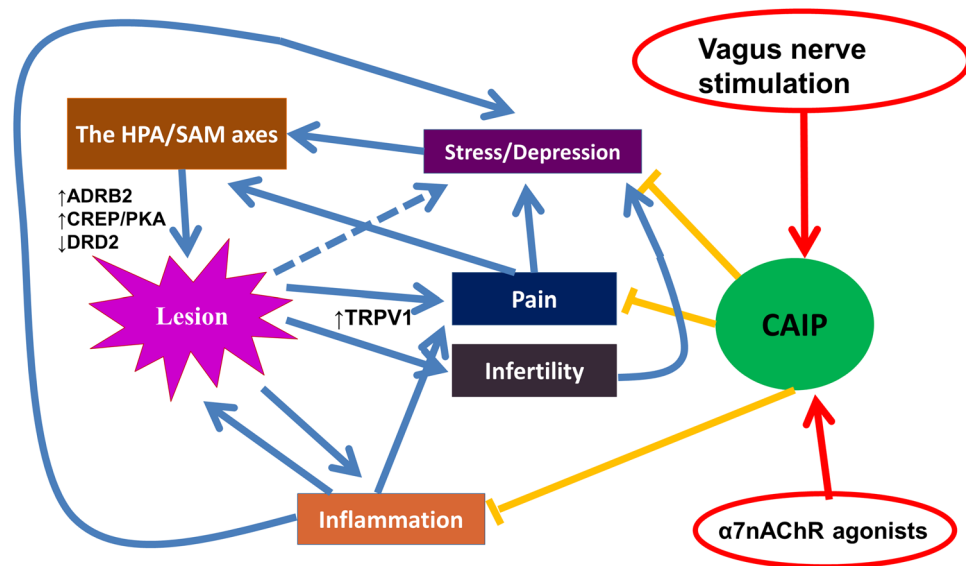 Vagus nerve
stimulation
The HPA/SAM axes
Stress/Depression
↑ADRB2
↑CREP/PKA
↓DRD2
Lesion
↑TRPV1
Pain
CAIP
Infertility
Inflammation
α7nAChR agonists